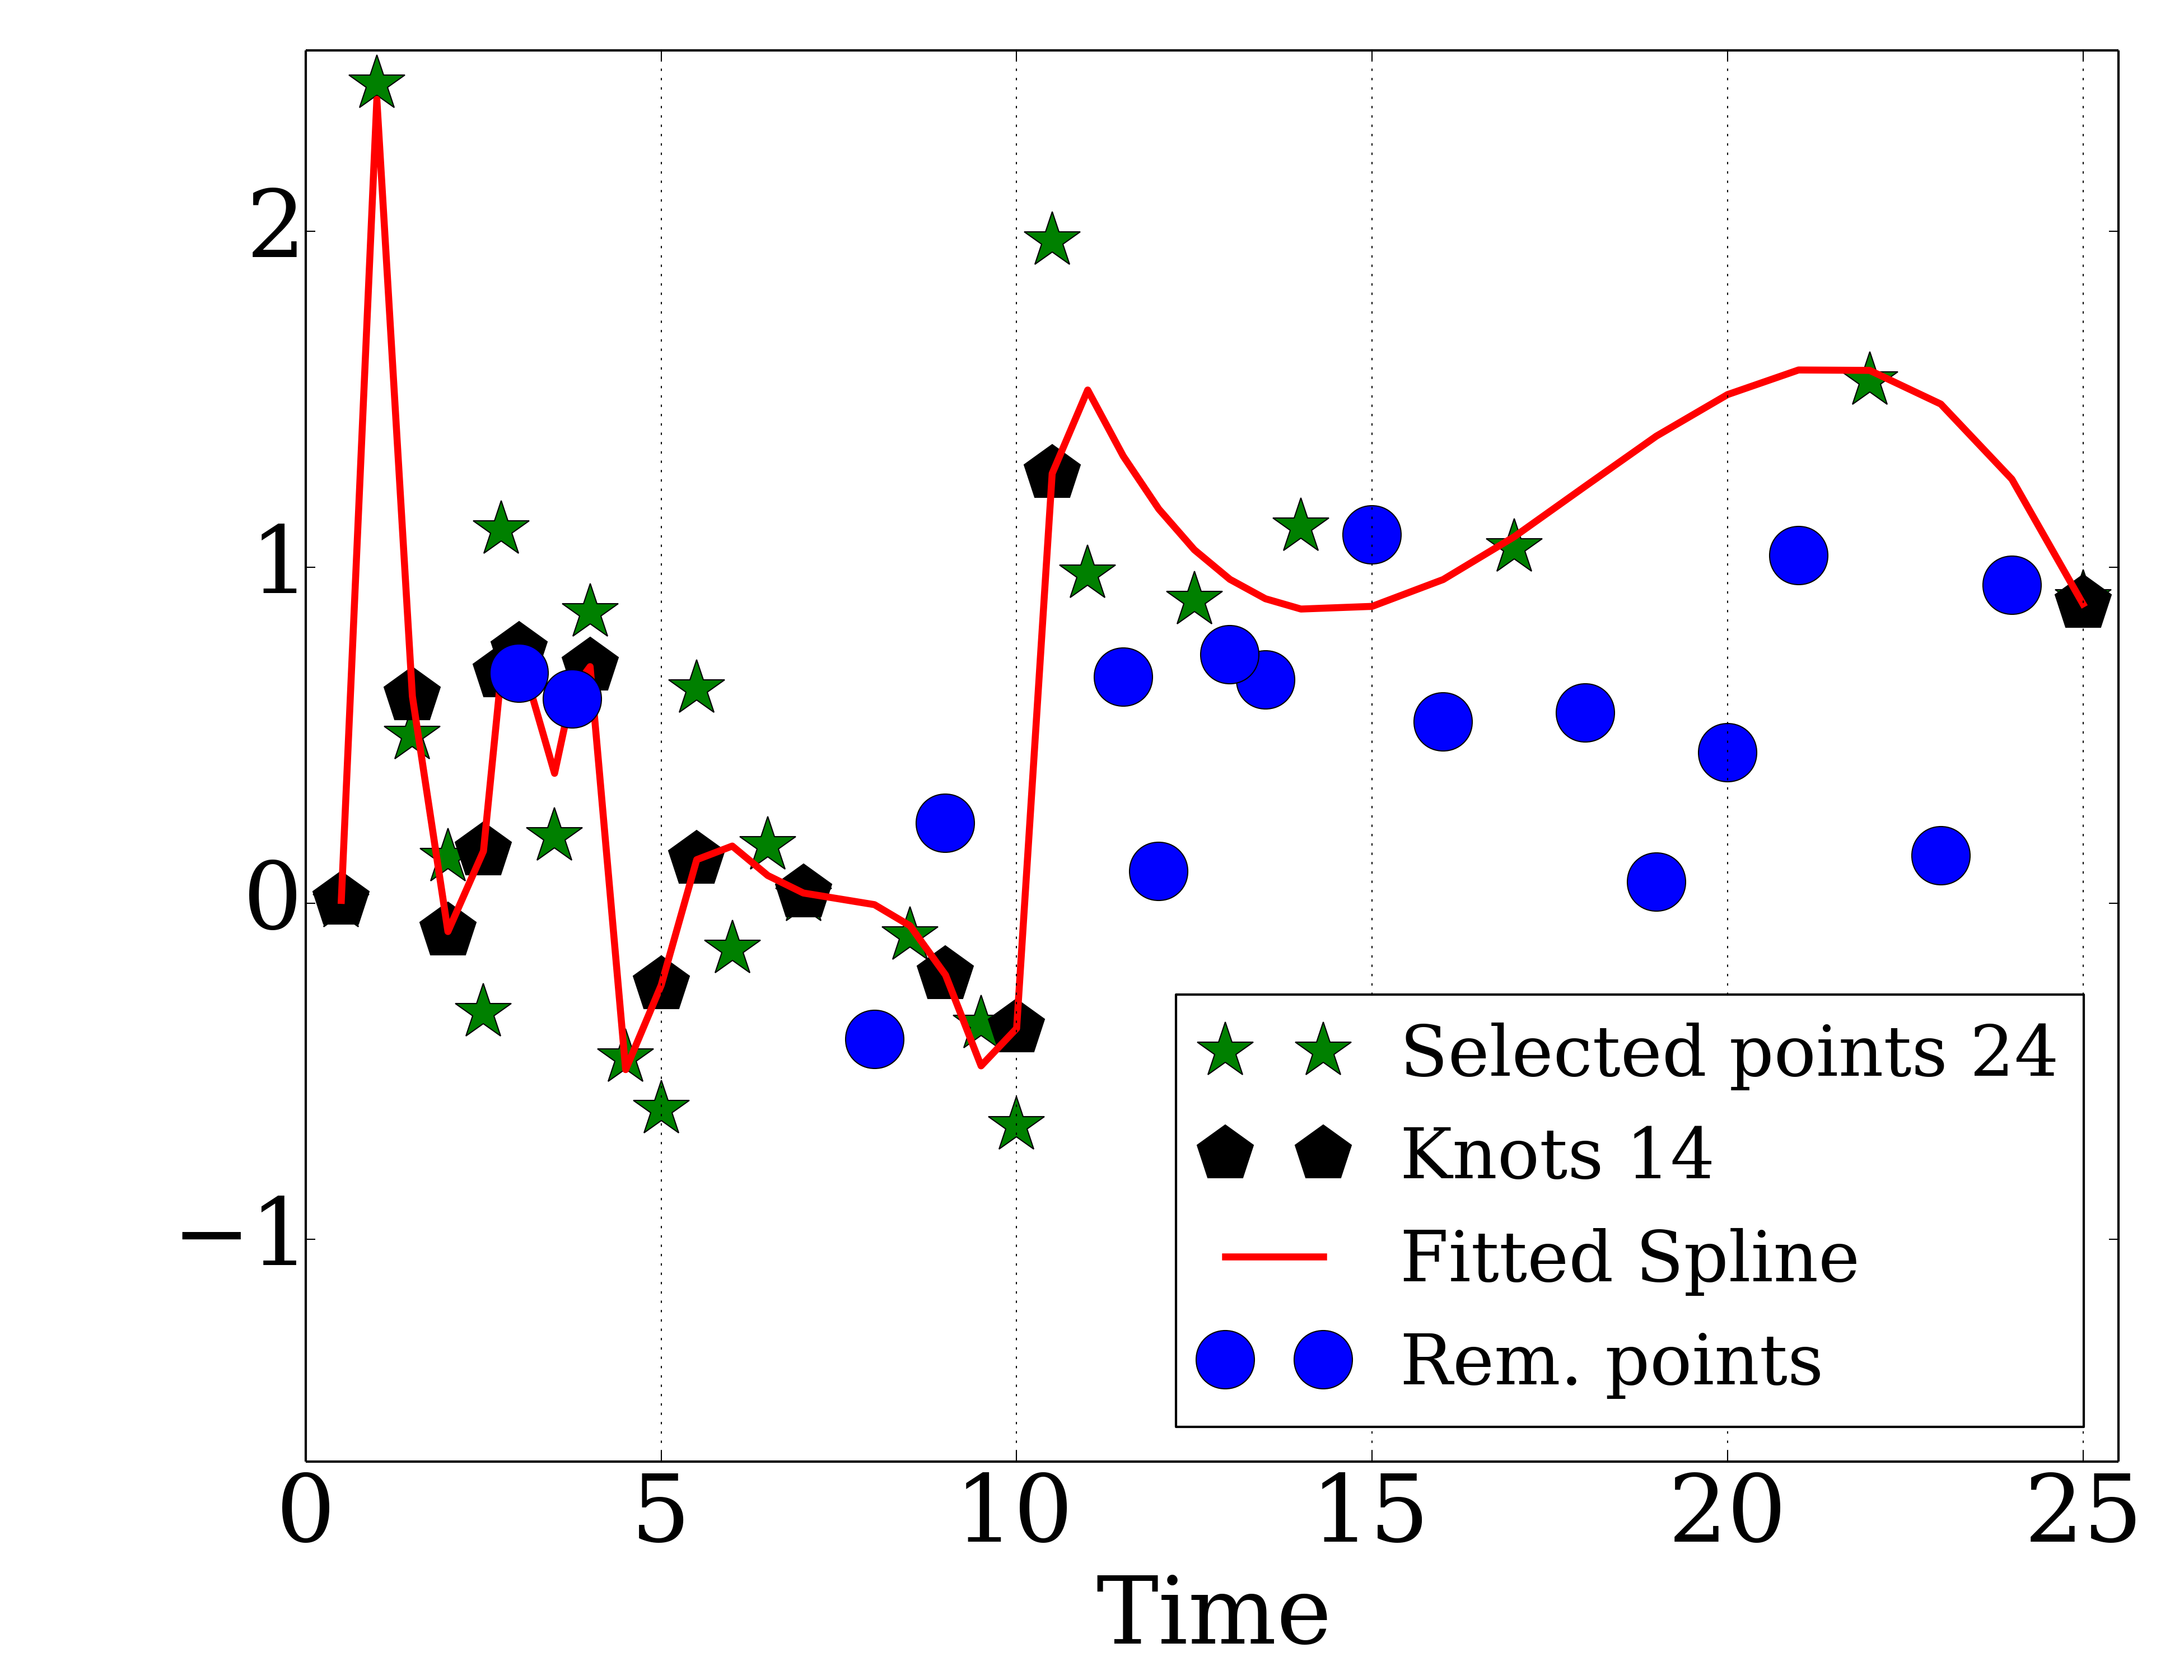 2
1
0
−1
0 5 10 15 20 25
Time
Selected points 24
Knots 14
Fitted Spline
Rem. points